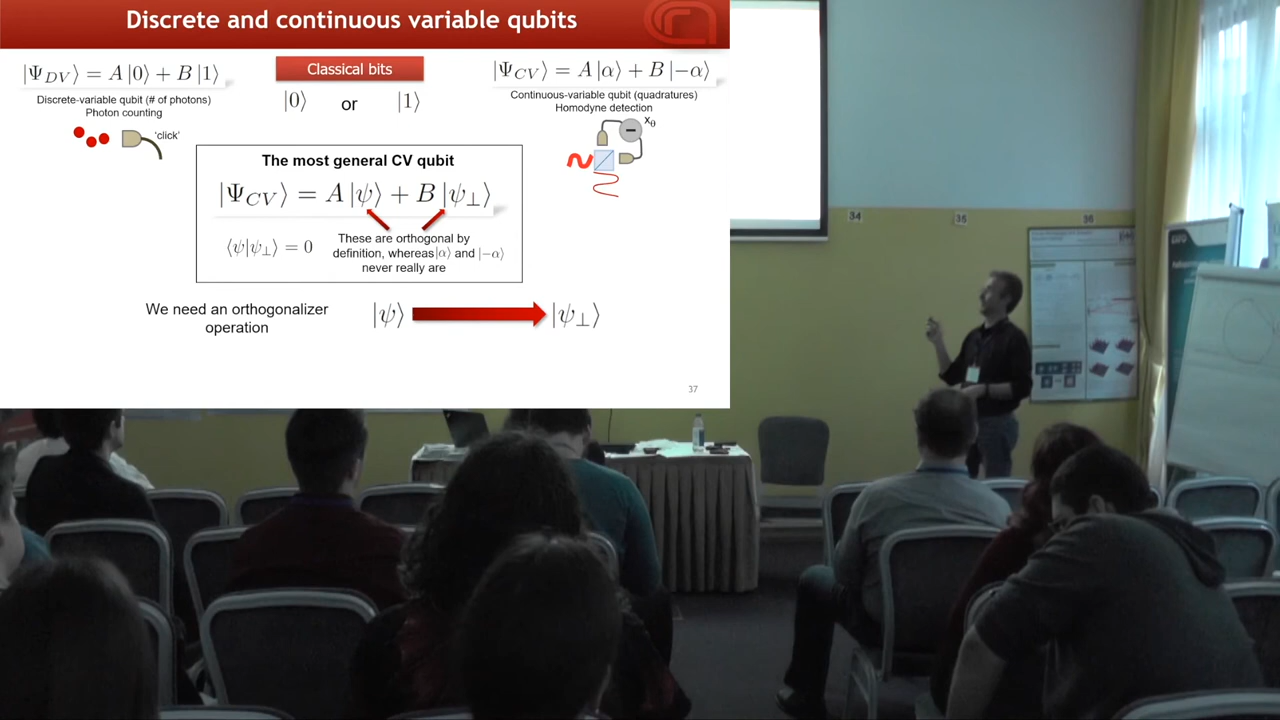 Discrete and continuous variable qubits
|Ψ_DV⟩ = A|0⟩ + B|1⟩
Discrete-variable qubit (# of photons)
Photon counting
'click'
Classical bits
|0⟩ or |1⟩
|Ψ_CV⟩ = A|α⟩ + B|−α⟩
Continuous-variable qubit (quadratures)
Homodyne detection
x_θ
The most general CV qubit
|Ψ_CV⟩ = A|ψ⟩ + B|ψ_⊥⟩
⟨ψ|ψ_⊥⟩ = 0
These are orthogonal by
definition, whereas |α⟩ and |−α⟩
never really are
We need an orthogonalizer
operation
|ψ⟩
|ψ_⊥⟩
37
34
35
36